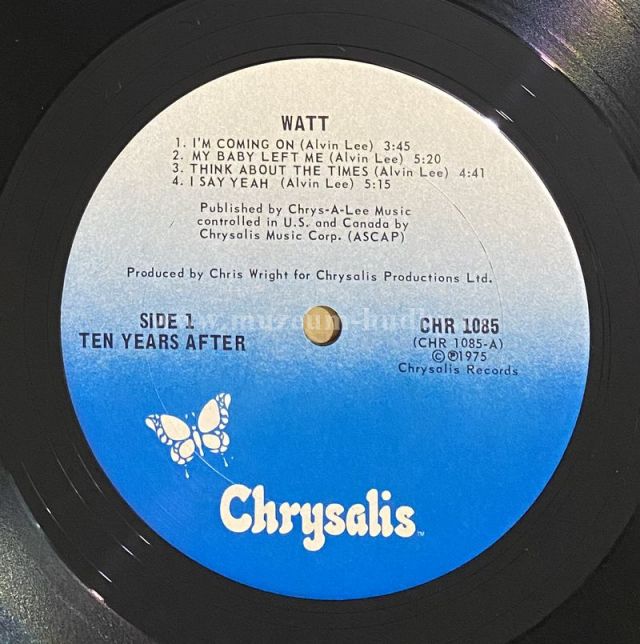 WATT
1. I'M COMING ON (Alvin Lee) 3:45
2. MY BABY LEFT ME (Alvin Lee) 5:20
3. THINK ABOUT THE TIMES (Alvin Lee) 4:41
4. I SAY YEAH (Alvin Lee) 5:15
Published by Chrys-A-Lee Music
controlled in U.S. and Canada by
Chrysalis Music Corp. (ASCAP)
Produced by Chris Wright for Chrysalis Productions Ltd.
SIDE 1
TEN YEARS AFTER
CHR 1085
(CHR 1085-A)
©℗1975
Chrysalis Records
Chrysalis™